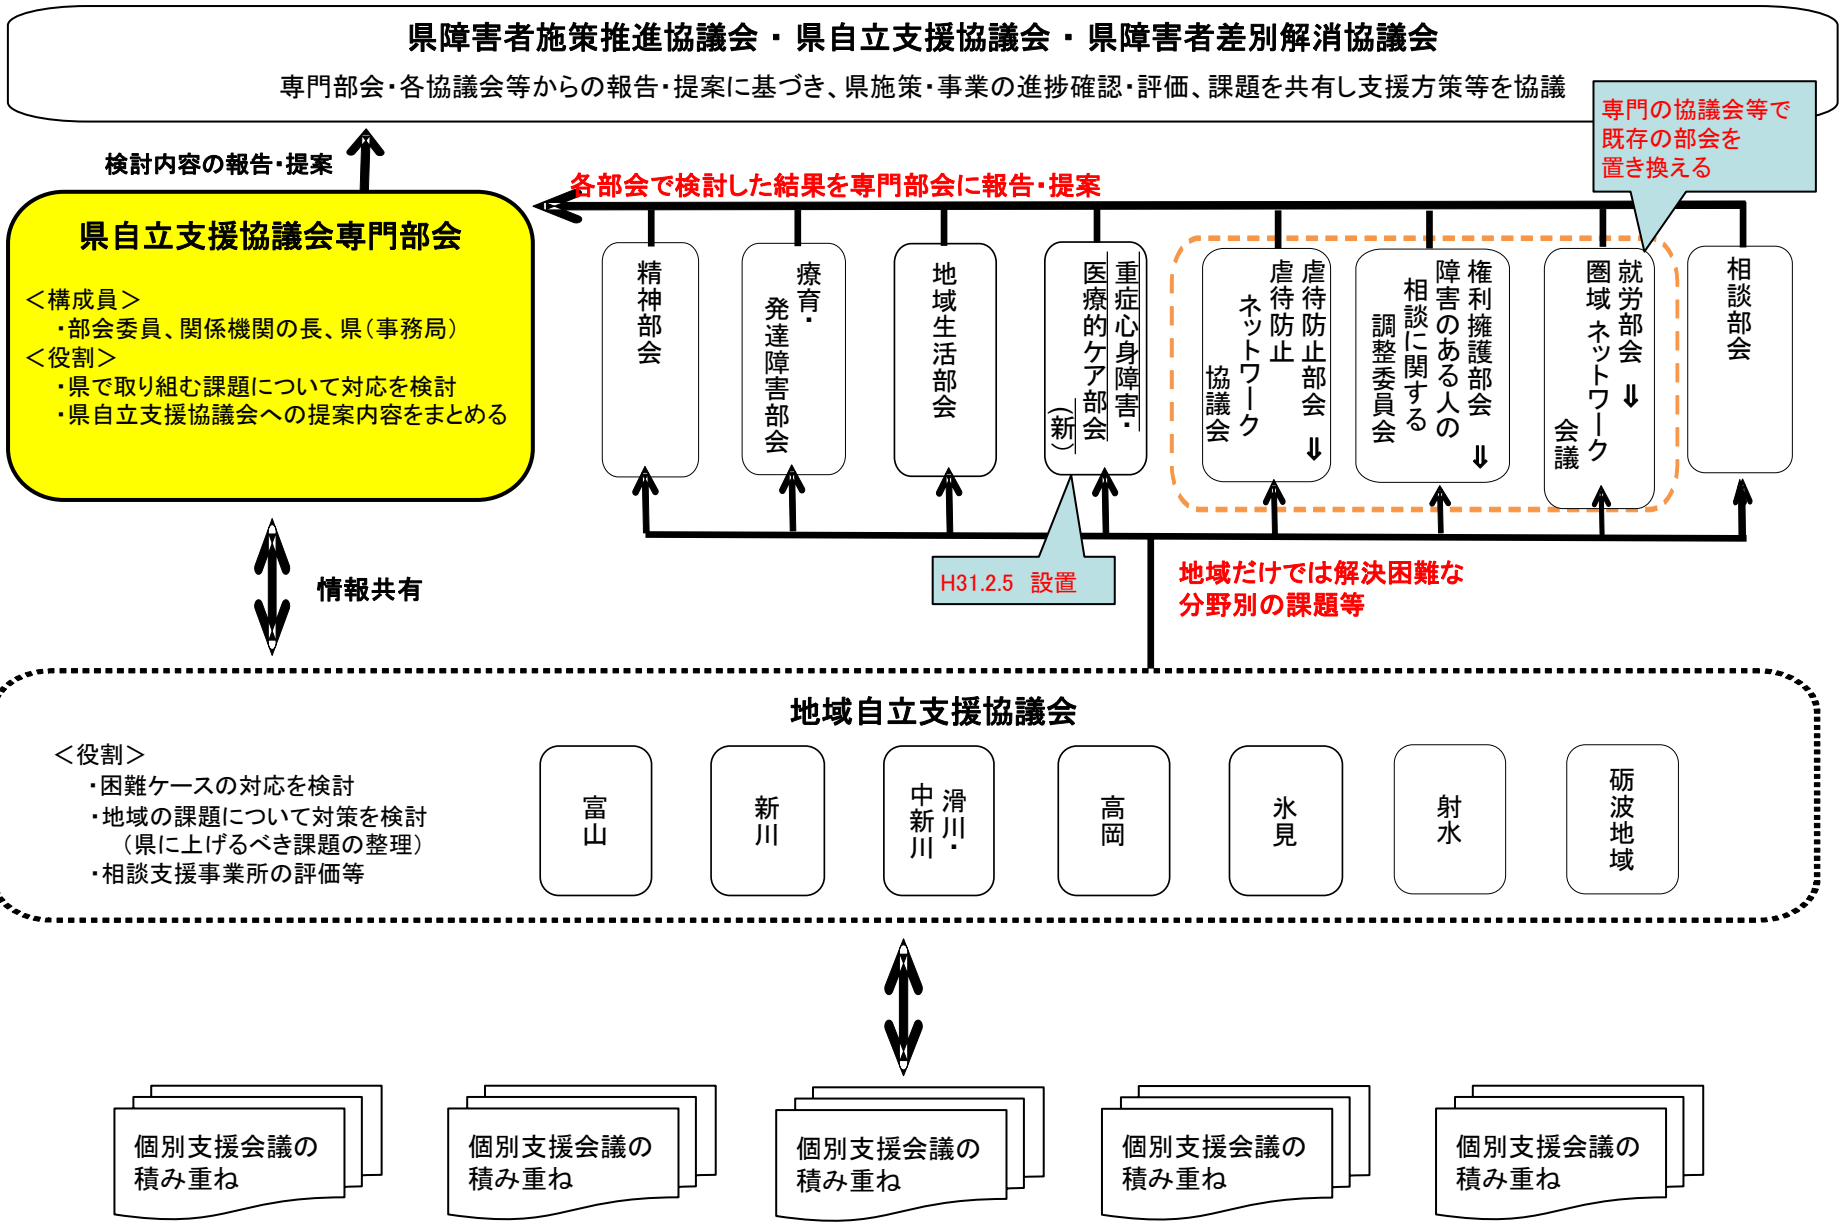 県障害者施策推進協議会・県自立支援協議会・県障害者差別解消協議会
専門部会・各協議会等からの報告・提案に基づき、県施策・事業の進捗確認・評価、課題を共有し支援方策等を協議
専門の協議会等で
既存の部会を
置き換える
検討内容の報告・提案
各部会で検討した結果を専門部会に報告・提案
県自立支援協議会専門部会
＜構成員＞
・部会委員、関係機関の長、県（事務局）
＜役割＞
・県で取り組む課題について対応を検討
・県自立支援協議会への提案内容をまとめる
精神部会
療育・
発達障害部会
地域生活部会
重症心身障害・
医療的ケア部会
（新）
虐待防止部会 ⇓
虐待防止
ネットワーク
協議会
権利擁護部会 ⇓
障害のある人の
相談に関する
調整委員会
就労部会 ⇓
圏域 ネットワーク
会議
相談部会
H31.2.5 設置
地域だけでは解決困難な
分野別の課題等
情報共有
地域自立支援協議会
＜役割＞
・困難ケースの対応を検討
・地域の課題について対策を検討
（県に上げるべき課題の整理）
・相談支援事業所の評価等
富山
新川
滑川・
中新川
高岡
氷見
射水
砺波地域
個別支援会議の
積み重ね
個別支援会議の
積み重ね
個別支援会議の
積み重ね
個別支援会議の
積み重ね
個別支援会議の
積み重ね